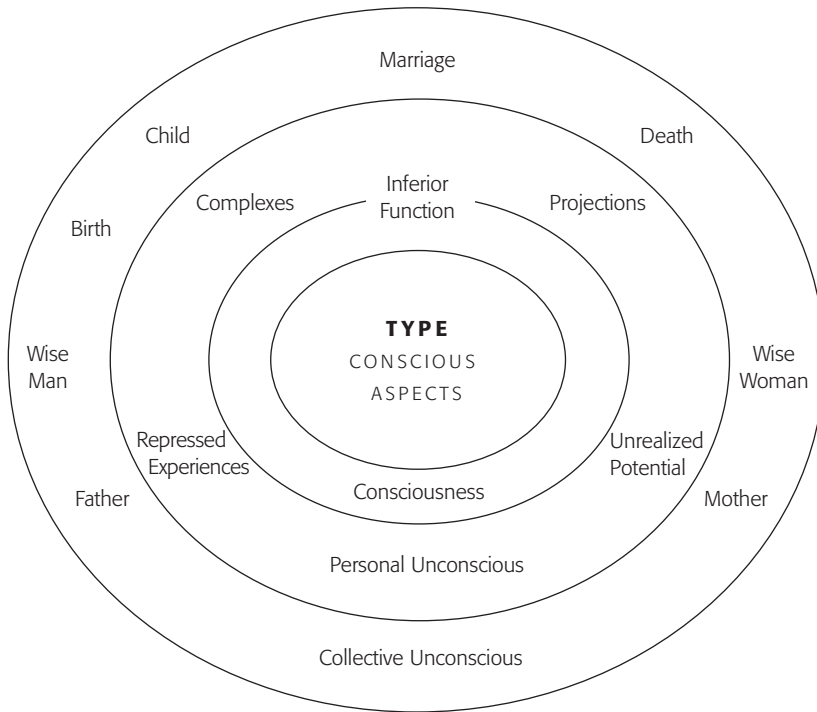 Marriage
Child
Death
Inferior
Function
Complexes
Projections
Birth
TYPE
CONSCIOUS
ASPECTS
Wise
Man
Wise
Woman
Repressed
Experiences
Unrealized
Potential
Consciousness
Father
Mother
Personal Unconscious
Collective Unconscious